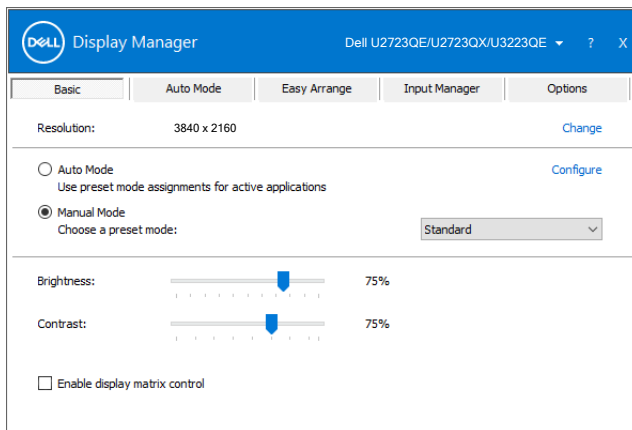 DELL Display Manager Dell U2723QE/U2723QX/U3223QE ? X
Basic Auto Mode Easy Arrange Input Manager Options
Resolution: 3840 x 2160 Change
Auto Mode Configure
Use preset mode assignments for active applications
Manual Mode
Choose a preset mode: Standard
Brightness: 75%
Contrast: 75%
Enable display matrix control